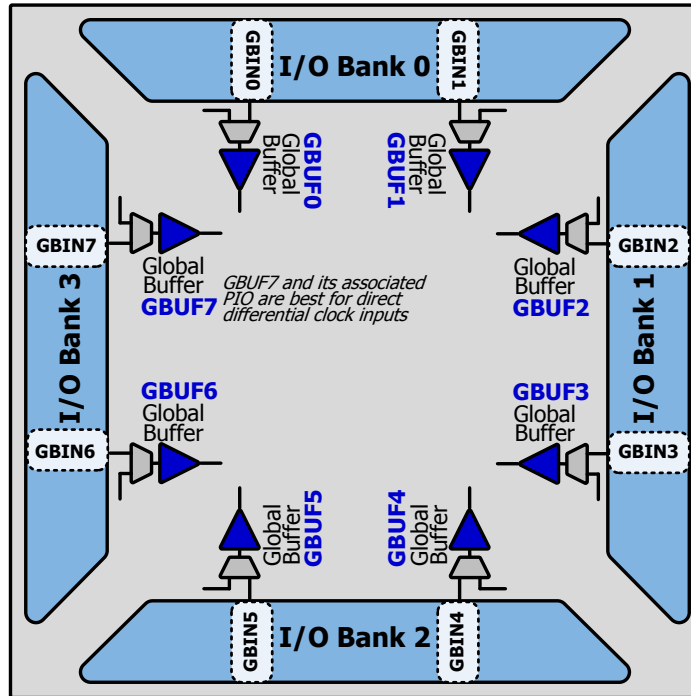 GBIN0
I/O Bank 0
GBIN1
Global
Buffer
GBUF0
GBUF1
Global
Buffer
GBIN7
Global
Buffer
GBUF7
GBUF7 and its associated
PIO are best for direct
differential clock inputs
GBIN2
Global
Buffer
GBUF2
I/O Bank 3
I/O Bank 1
GBUF6
Global
Buffer
GBIN6
GBUF3
Global
Buffer
GBIN3
Global
Buffer
GBUF5
GBUF4
Global
Buffer
GBIN5
I/O Bank 2
GBIN4